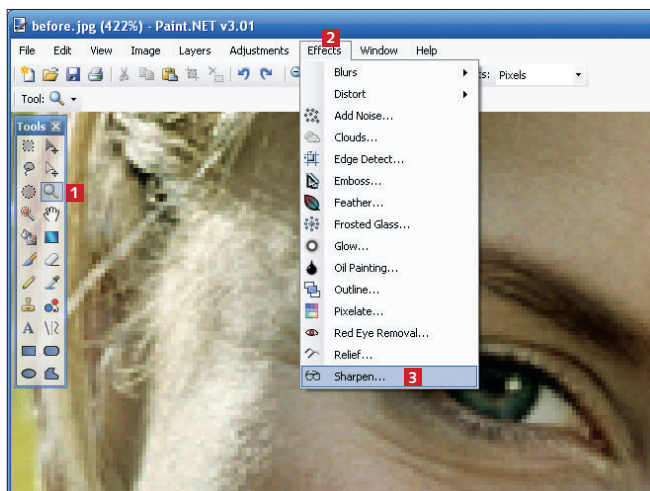 before.jpg (422%) - Paint.NET v3.01
2
File Edit View Image Layers Adjustments Effects Window Help
Pixels
Tool:
Tools
1
A
Blurs
Distort
Add Noise...
Clouds...
Edge Detect...
Emboss...
Feather...
Frosted Glass...
Glow...
Oil Painting...
Outline...
Pixelate...
Red Eye Removal...
Relief...
Sharpen... 3